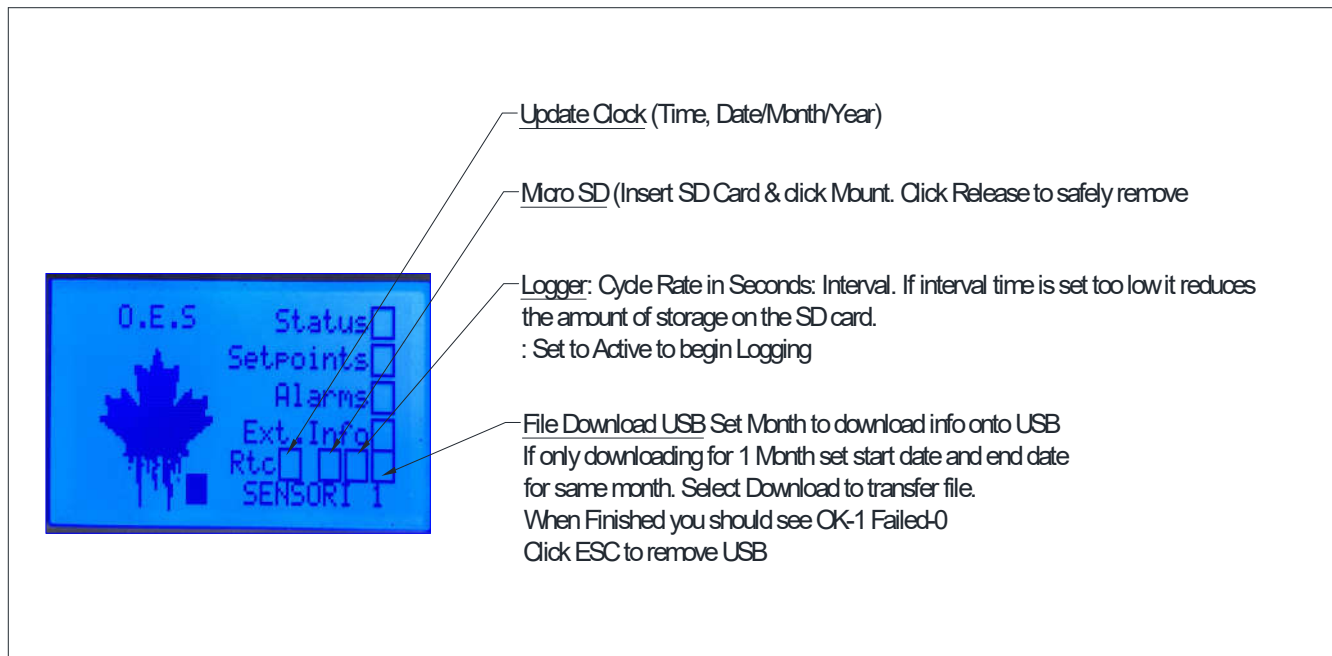 Update Clock (Time, Date/Month/Year)
Micro SD (Insert SD Card & click Mount. Click Release to safely remove
Logger: Cycle Rate in Seconds: Interval. If interval time is set too low it reduces
the amount of storage on the SD card.
: Set to Active to begin Logging
File Download USB Set Month to download info onto USB
If only downloading for 1 Month set start date and end date
for same month. Select Download to transfer file.
When Finished you should see OK-1 Failed-0
Click ESC to remove USB
O.E.S
Status
Setpoints
Alarms
Ext.Info
Rtc
SENSORI 1